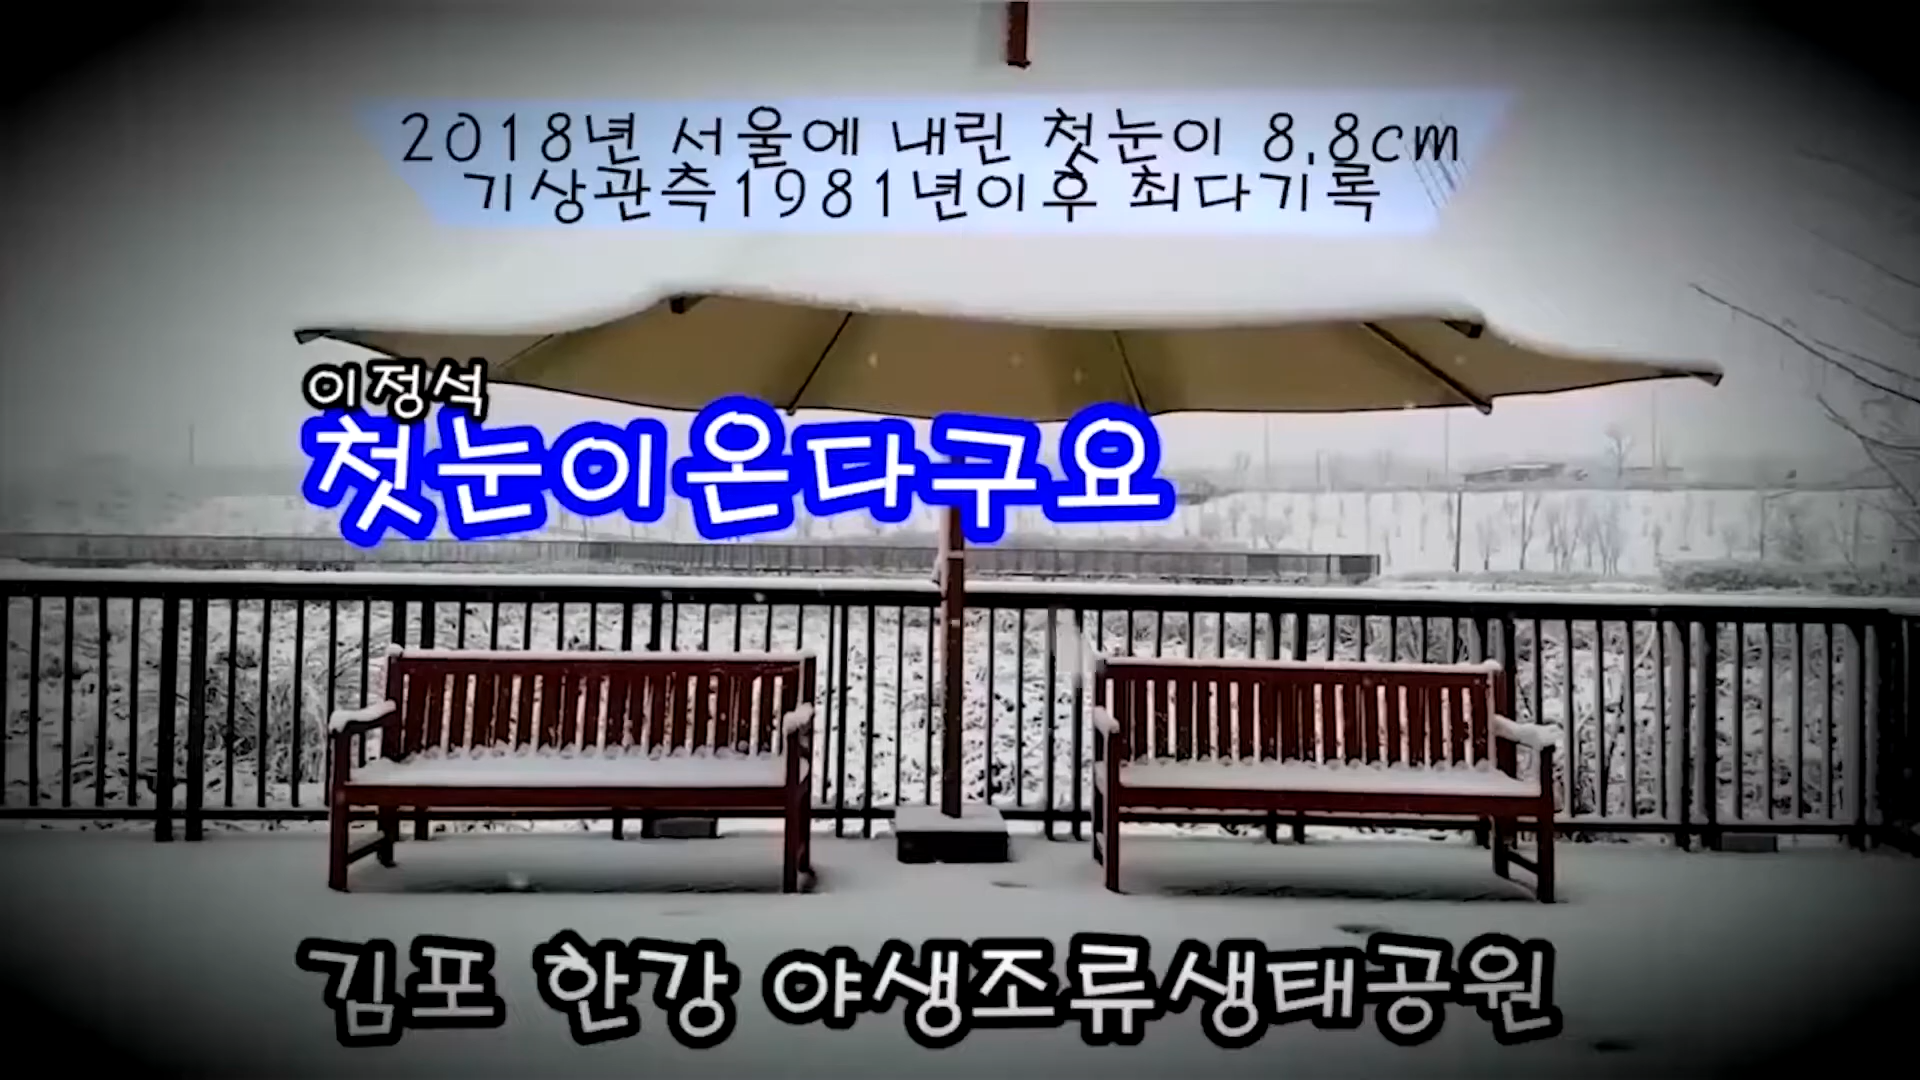 2018년 서울에 내린 첫눈이 8.8cm
기상관측1981년이후 최다기록
이정석
첫눈이온다구요
김포 한강 야생조류생태공원